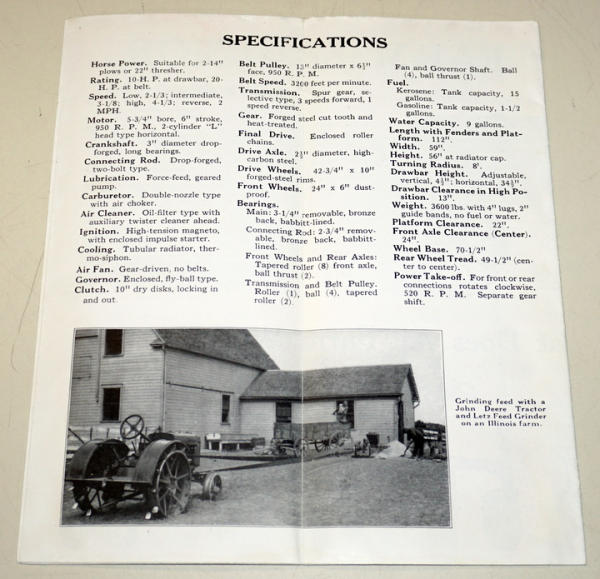 SPECIFICATIONS
Horse Power. Suitable for 2-14"
plows or 22" thresher.
Rating. 10-H. P. at drawbar, 20-
H. P. at belt.
Speed. Low, 2-1/3; intermediate,
3-1/8; high, 4-1/3; reverse, 2
MPH.
Motor. 5-3/4" bore, 6" stroke,
950 R. P. M., 2-cylinder "L"
head type horizontal.
Crankshaft. 3" diameter drop-
forged, long bearings.
Connecting Rod. Drop-forged,
two-bolt type.
Lubrication. Force-feed, geared
pump.
Carburetor. Double-nozzle type
with air choker.
Air Cleaner. Oil-filter type with
auxiliary twister cleaner ahead.
Ignition. High-tension magneto,
with enclosed impulse starter.
Cooling. Tubular radiator, ther-
mo-siphon.
Air Fan. Gear-driven, no belts.
Governor. Enclosed, fly-ball type.
Clutch. 10" dry disks, locking in
and out.
Belt Pulley. 13" diameter x 6½"
face, 950 R. P. M.
Belt Speed. 3200 feet per minute.
Transmission. Spur gear, se-
lective type, 3 speeds forward, 1
speed reverse.
Gear. Forged steel cut tooth and
heat-treated.
Final Drive. Enclosed roller
chains.
Drive Axle. 2½" diameter, high-
carbon steel.
Drive Wheels. 42-3/4" x 10"
forged-steel rims.
Front Wheels. 24" x 6" dust-
proof.
Bearings.
Main: 3-1/4" removable, bronze
back, babbitt-lined.
Connecting Rod: 2-3/4" remov-
able, bronze back, babbitt-
lined.
Front Wheels and Rear Axles:
Tapered roller (8) front axle,
ball thrust (2).
Transmission and Belt Pulley.
Roller (1), ball (4), tapered
roller (2).
Fan and Governor Shaft. Ball
(4), ball thrust (1).
Fuel.
Kerosene: Tank capacity, 15
gallons.
Gasoline: Tank capacity, 1-1/2
gallons.
Water Capacity. 9 gallons.
Length with Fenders and Plat-
form. 112".
Width. 59".
Height. 56" at radiator cap.
Turning Radius. 8'.
Drawbar Height. Adjustable,
vertical, 4½"; horizontal, 34½".
Drawbar Clearance in High Po-
sition. 13".
Weight. 3600 lbs. with 4" lugs, 2"
guide bands, no fuel or water.
Platform Clearance. 22".
Front Axle Clearance (Center).
24".
Wheel Base. 70-1/2"
Rear Wheel Tread. 49-1/2" (cen-
ter to center).
Power Take-off. For front or rear
connections rotates clockwise,
520 R. P. M. Separate gear
shift.
Grinding feed with a
John Deere Tractor
and Letz Feed Grinder
on an Illinois farm.